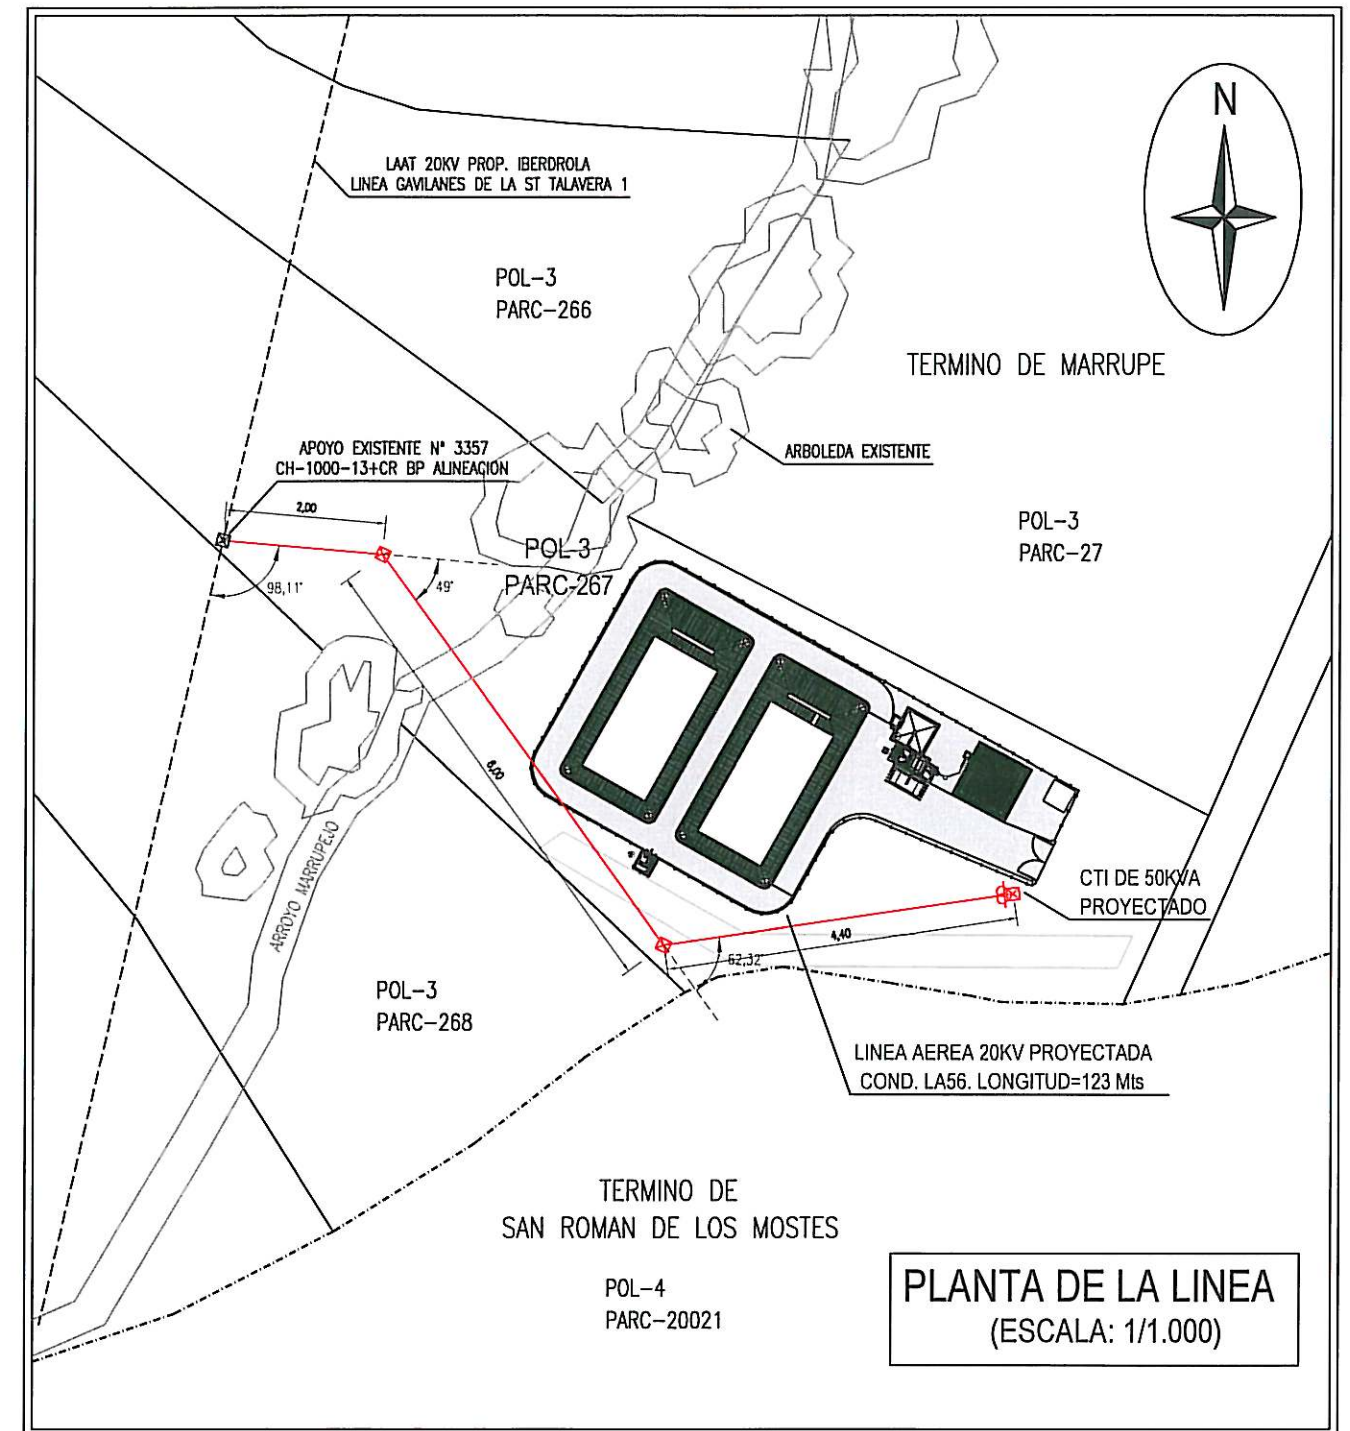 N
LAAT 20KV PROP. IBERDROLA
LINEA GAVILANES DE LA ST TALAVERA 1
POL-3
PARC-266
TERMINO DE MARRUPE
APOYO EXISTENTE N° 3357
CH-1000-13+CR BP ALINEACION
ARBOLEDA EXISTENTE
2,00
POL-3
PARC-27
POL-3
PARC-267
98,11°
49°
6,00
ARROYO MARRUPEJO
CTI DE 50KVA
PROYECTADO
4,40
62,32°
POL-3
PARC-268
LINEA AEREA 20KV PROYECTADA
COND. LA56. LONGITUD=123 Mts
TERMINO DE
SAN ROMAN DE LOS MOSTES
POL-4
PARC-20021
PLANTA DE LA LINEA
(ESCALA: 1/1.000)